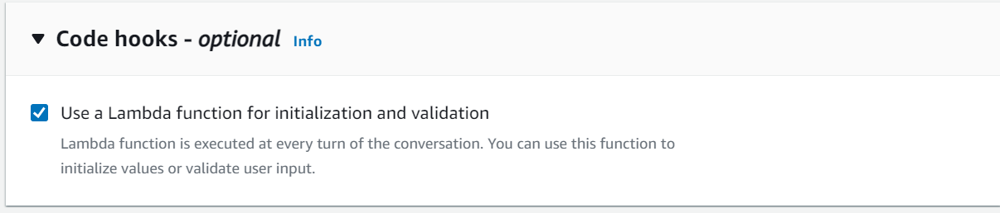 Code hooks - optional Info
Use a Lambda function for initialization and validation
Lambda function is executed at every turn of the conversation. You can use this function to
initialize values or validate user input.